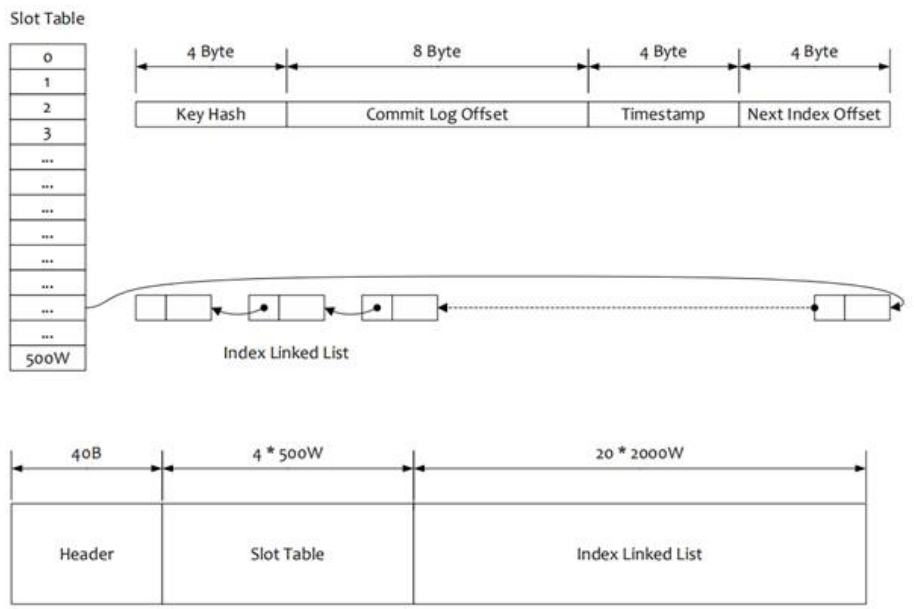 Slot Table
0
1
2
3
...
...
...
...
...
...
...
...
500W
4 Byte
8 Byte
4 Byte
4 Byte
Key Hash
Commit Log Offset
Timestamp
Next Index Offset
Index Linked List
40B
4 * 500W
20 * 2000W
Header
Slot Table
Index Linked List